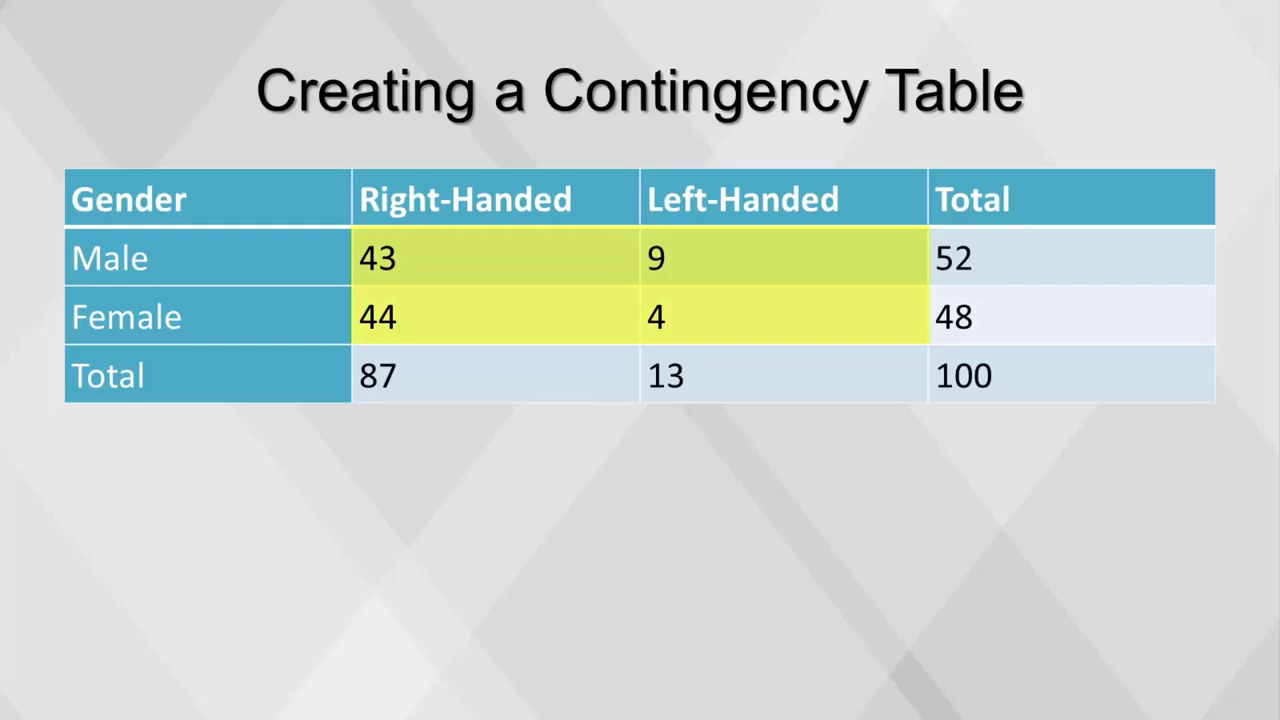 Creating a Contingency Table
Gender Right-Handed Left-Handed Total
Male 43 9 52
Female 44 4 48
Total 87 13 100